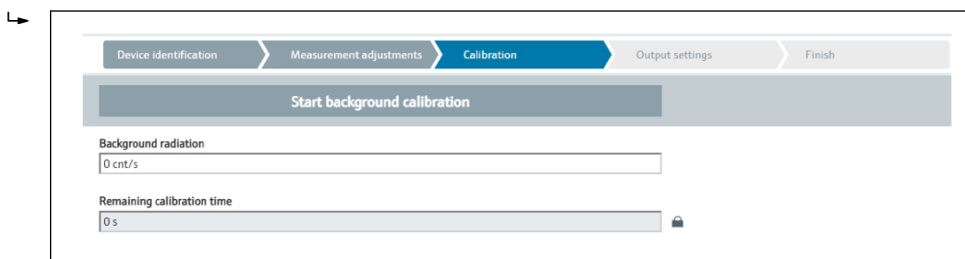 Device identification Measurement adjustments Calibration Output settings Finish
Start background calibration
Background radiation
0 cnt/s
Remaining calibration time
0 s